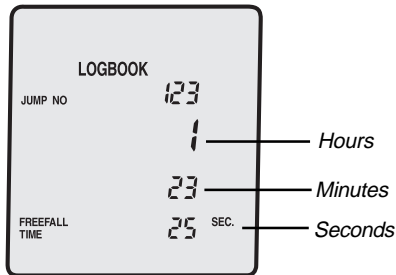 LOGBOOK
JUMP NO 123
1 Hours
23 Minutes
FREEFALL TIME 25 SEC. Seconds